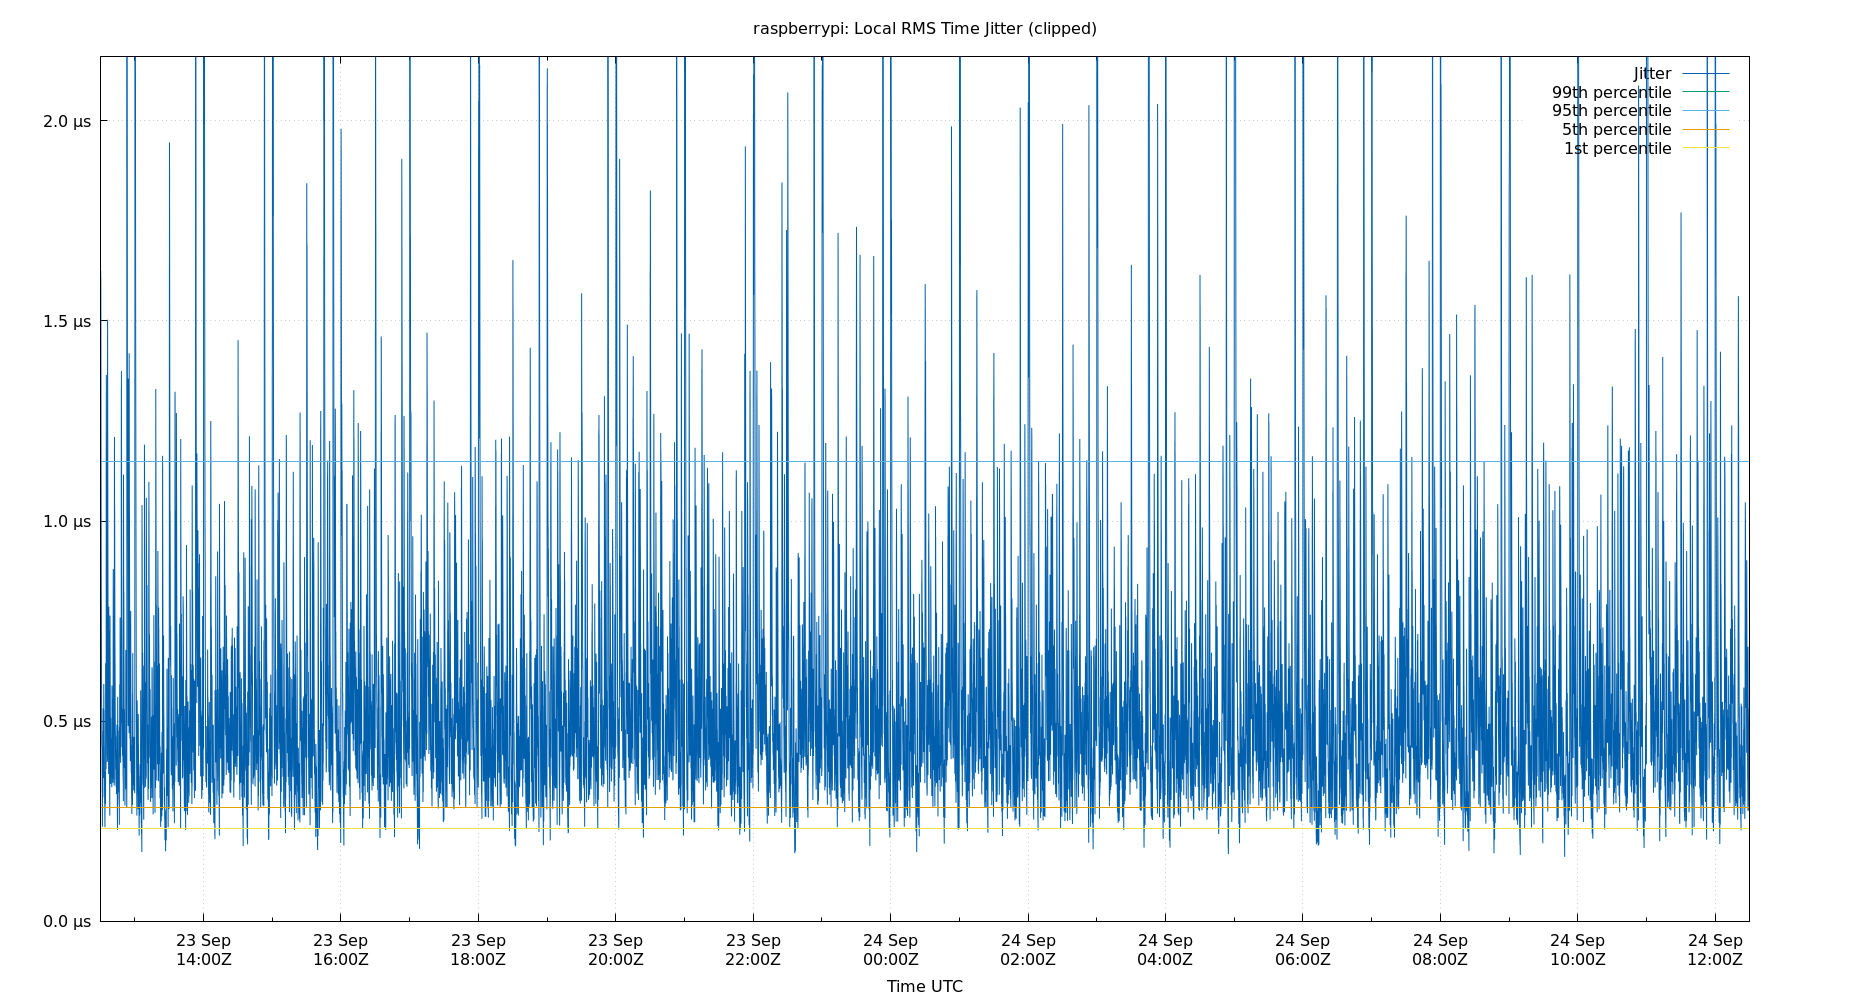 raspberrypi: Local RMS Time Jitter (clipped)
Jitter
99th percentile
95th percentile
5th percentile
1st percentile
2.0 μs
1.5 μs
1.0 μs
0.5 μs
0.0 μs
23 Sep 23 Sep 23 Sep 23 Sep 23 Sep 24 Sep 24 Sep 24 Sep 24 Sep 24 Sep 24 Sep 24 Sep
14:00Z 16:00Z 18:00Z 20:00Z 22:00Z 00:00Z 02:00Z 04:00Z 06:00Z 08:00Z 10:00Z 12:00Z
Time UTC